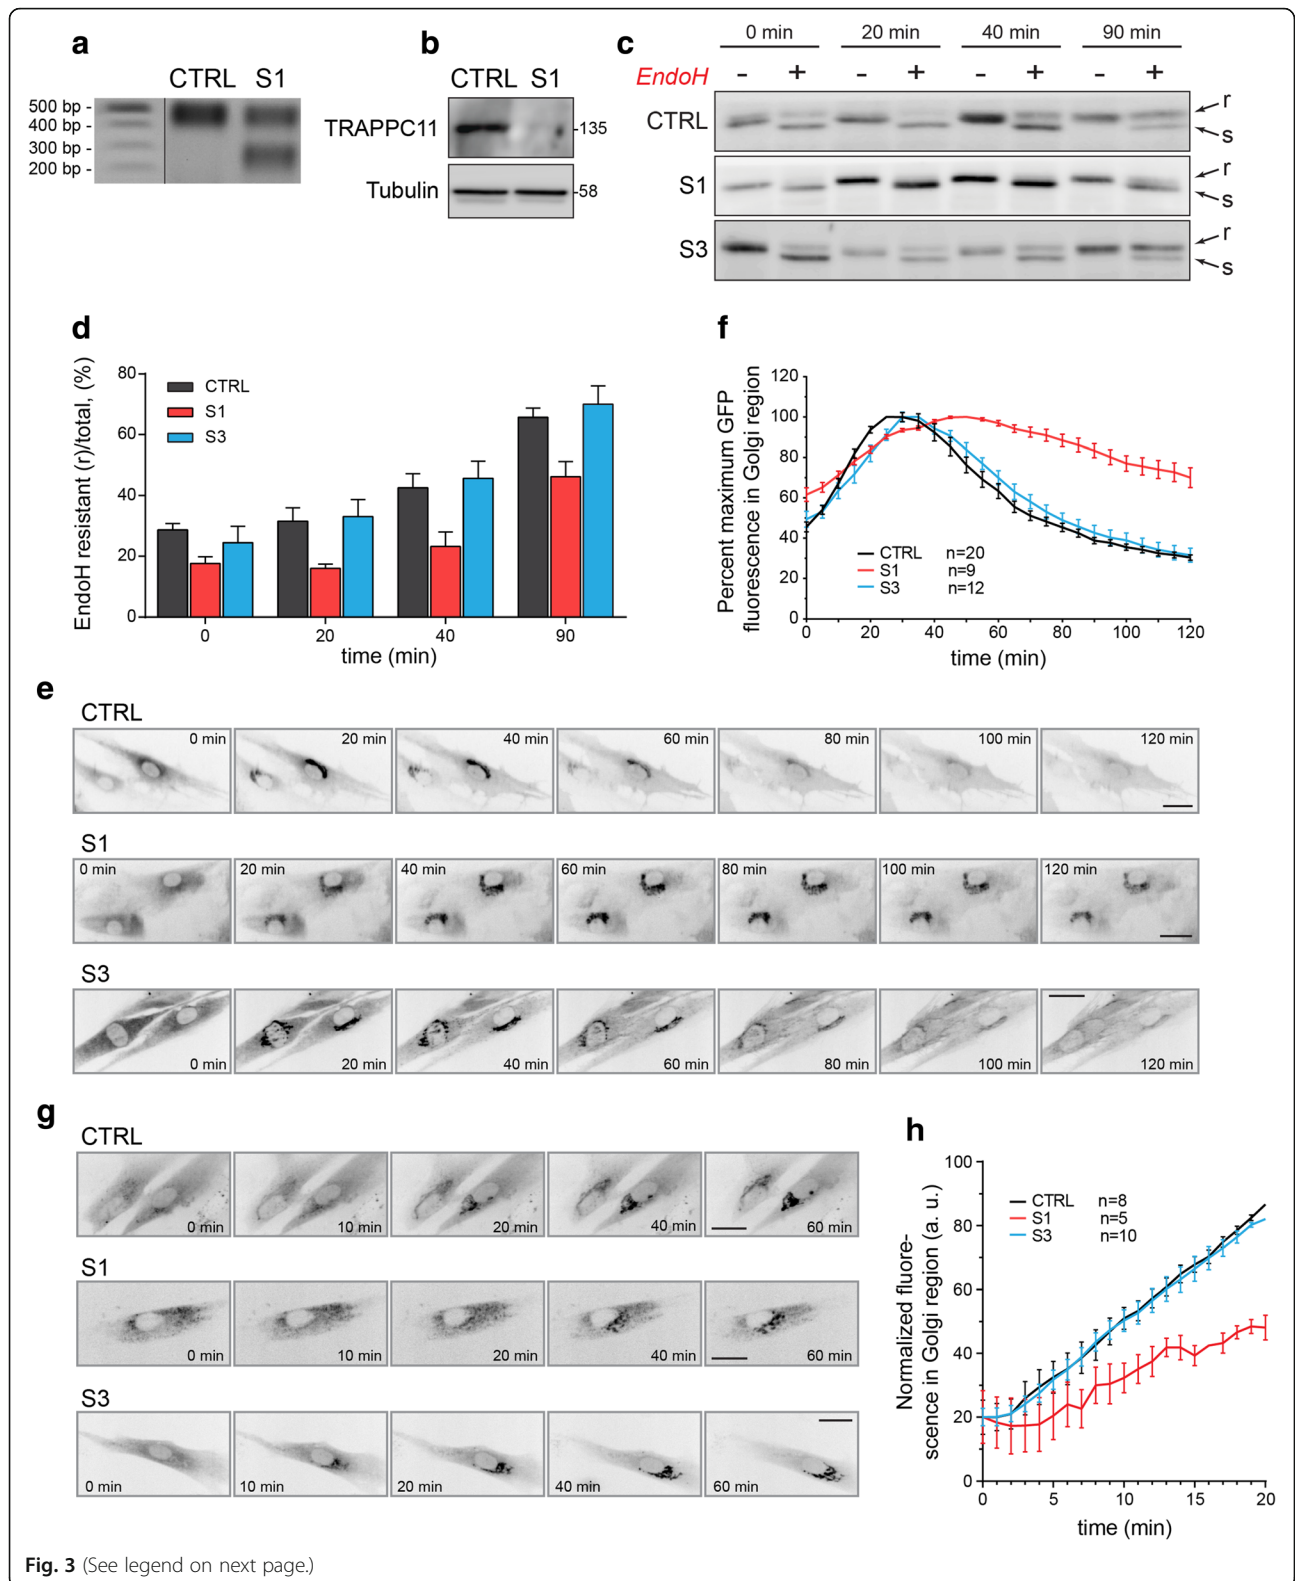 a
CTRL S1
500 bp -
400 bp -
300 bp -
200 bp -
b
CTRL S1
TRAPPC11
-135
Tubulin
-58
c
0 min 20 min 40 min 90 min
EndoH - + - + - + - +
CTRL
r
s
S1
r
s
S3
r
s
d
EndoH resistant (r)/total, (%)
80
60
40
20
0
CTRL
S1
S3
0 20 40 90
time (min)
f
Percent maximum GFP
fluorescence in Golgi region
120
100
80
60
40
20
0
CTRL n=20
S1 n=9
S3 n=12
0 20 40 60 80 100 120
time (min)
e
CTRL
0 min 20 min 40 min 60 min 80 min 100 min 120 min
S1
0 min 20 min 40 min 60 min 80 min 100 min 120 min
S3
0 min 20 min 40 min 60 min 80 min 100 min 120 min
g
CTRL
0 min 10 min 20 min 40 min 60 min
S1
0 min 10 min 20 min 40 min 60 min
S3
0 min 10 min 20 min 40 min 60 min
h
Normalized fluore-
scence in Golgi region (a. u.)
100
80
60
40
20
0
CTRL n=8
S1 n=5
S3 n=10
0 5 10 15 20
time (min)
Fig. 3 (See legend on next page.)